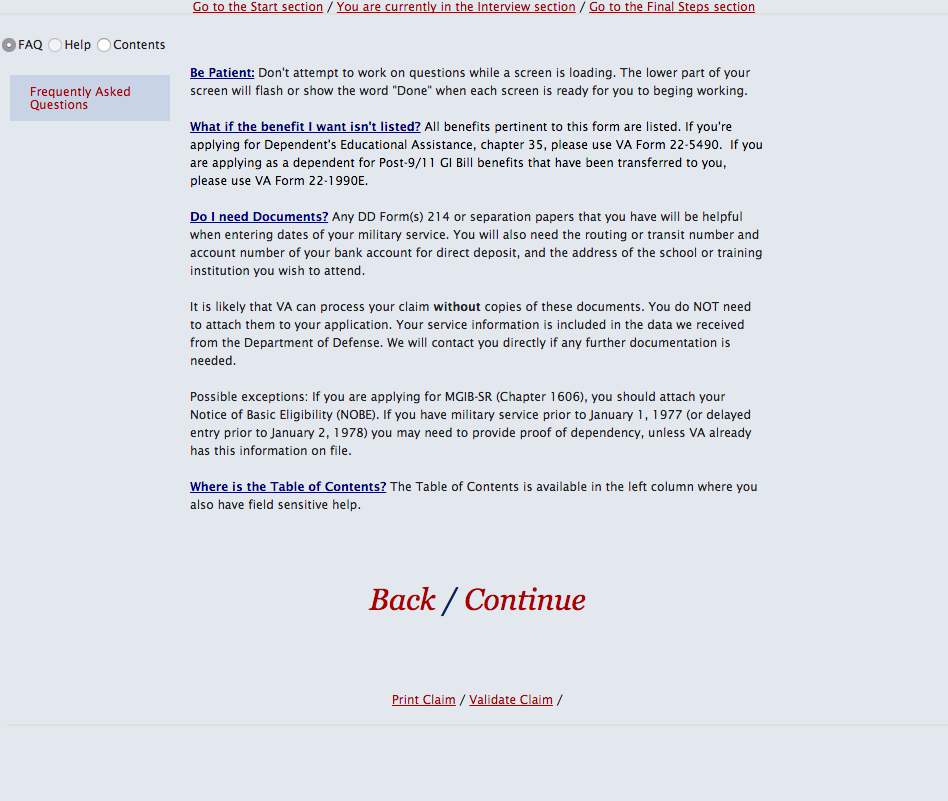 Go to the Start section / You are currently in the Interview section / Go to the Final Steps section
FAQ Help Contents
Frequently Asked
Questions
Be Patient: Don't attempt to work on questions while a screen is loading. The lower part of your
screen will flash or show the word "Done" when each screen is ready for you to beging working.
What if the benefit I want isn't listed? All benefits pertinent to this form are listed. If you're
applying for Dependent's Educational Assistance, chapter 35, please use VA Form 22-5490. If you
are applying as a dependent for Post-9/11 GI Bill benefits that have been transferred to you,
please use VA Form 22-1990E.
Do I need Documents? Any DD Form(s) 214 or separation papers that you have will be helpful
when entering dates of your military service. You will also need the routing or transit number and
account number of your bank account for direct deposit, and the address of the school or training
institution you wish to attend.
It is likely that VA can process your claim without copies of these documents. You do NOT need
to attach them to your application. Your service information is included in the data we received
from the Department of Defense. We will contact you directly if any further documentation is
needed.
Possible exceptions: If you are applying for MGIB-SR (Chapter 1606), you should attach your
Notice of Basic Eligibility (NOBE). If you have military service prior to January 1, 1977 (or delayed
entry prior to January 2, 1978) you may need to provide proof of dependency, unless VA already
has this information on file.
Where is the Table of Contents? The Table of Contents is available in the left column where you
also have field sensitive help.
Back / Continue
Print Claim / Validate Claim /